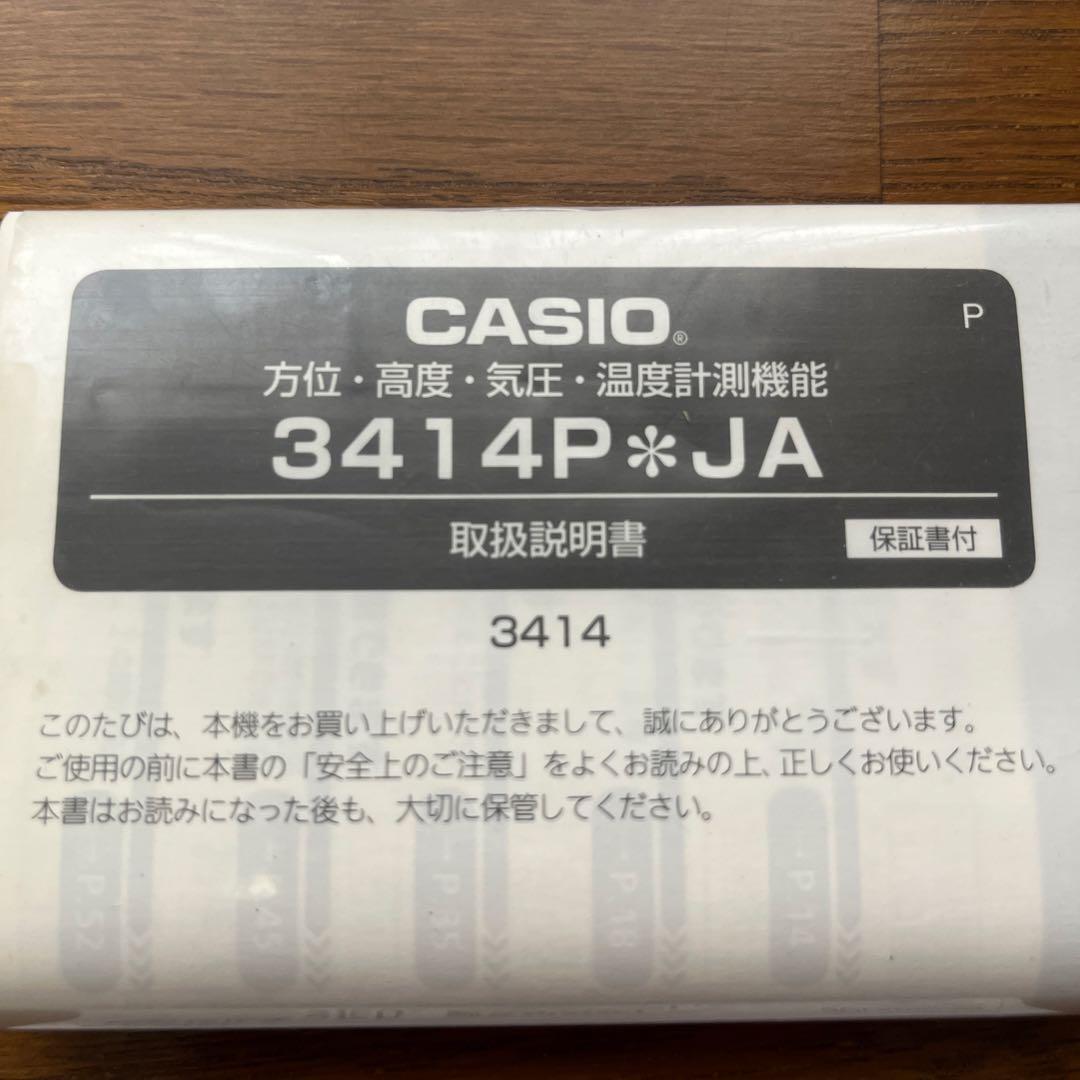 CASIO®
P
方位・高度・気圧・温度計測機能
3414P✽JA
取扱説明書
保証書付
3414
このたびは、本機をお買い上げいただきまして、誠にありがとうございます。
ご使用の前に本書の「安全上のご注意」をよくお読みの上、正しくお使いください。
本書はお読みになった後も、大切に保管してください。